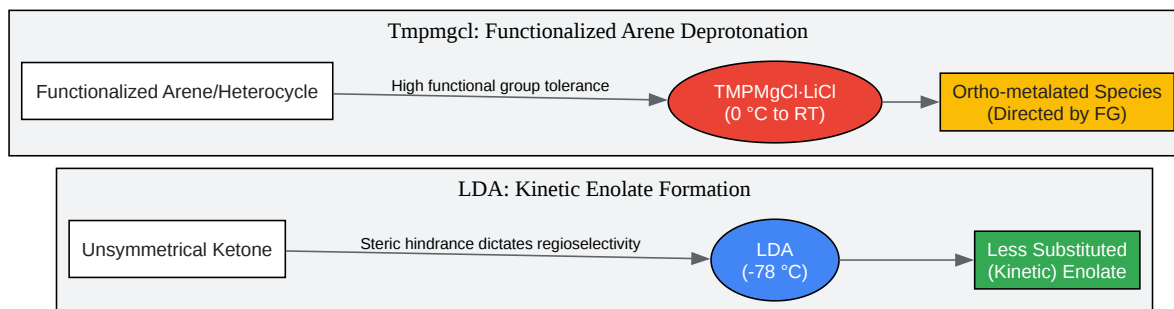 Tmpmgcl: Functionalized Arene Deprotonation
Functionalized Arene/Heterocycle
High functional group tolerance
TMPMgCl·LiCl
(0 °C to RT)
Ortho-metalated Species
(Directed by FG)
LDA: Kinetic Enolate Formation
Unsymmetrical Ketone
Steric hindrance dictates regioselectivity
LDA
(-78 °C)
Less Substituted
(Kinetic) Enolate